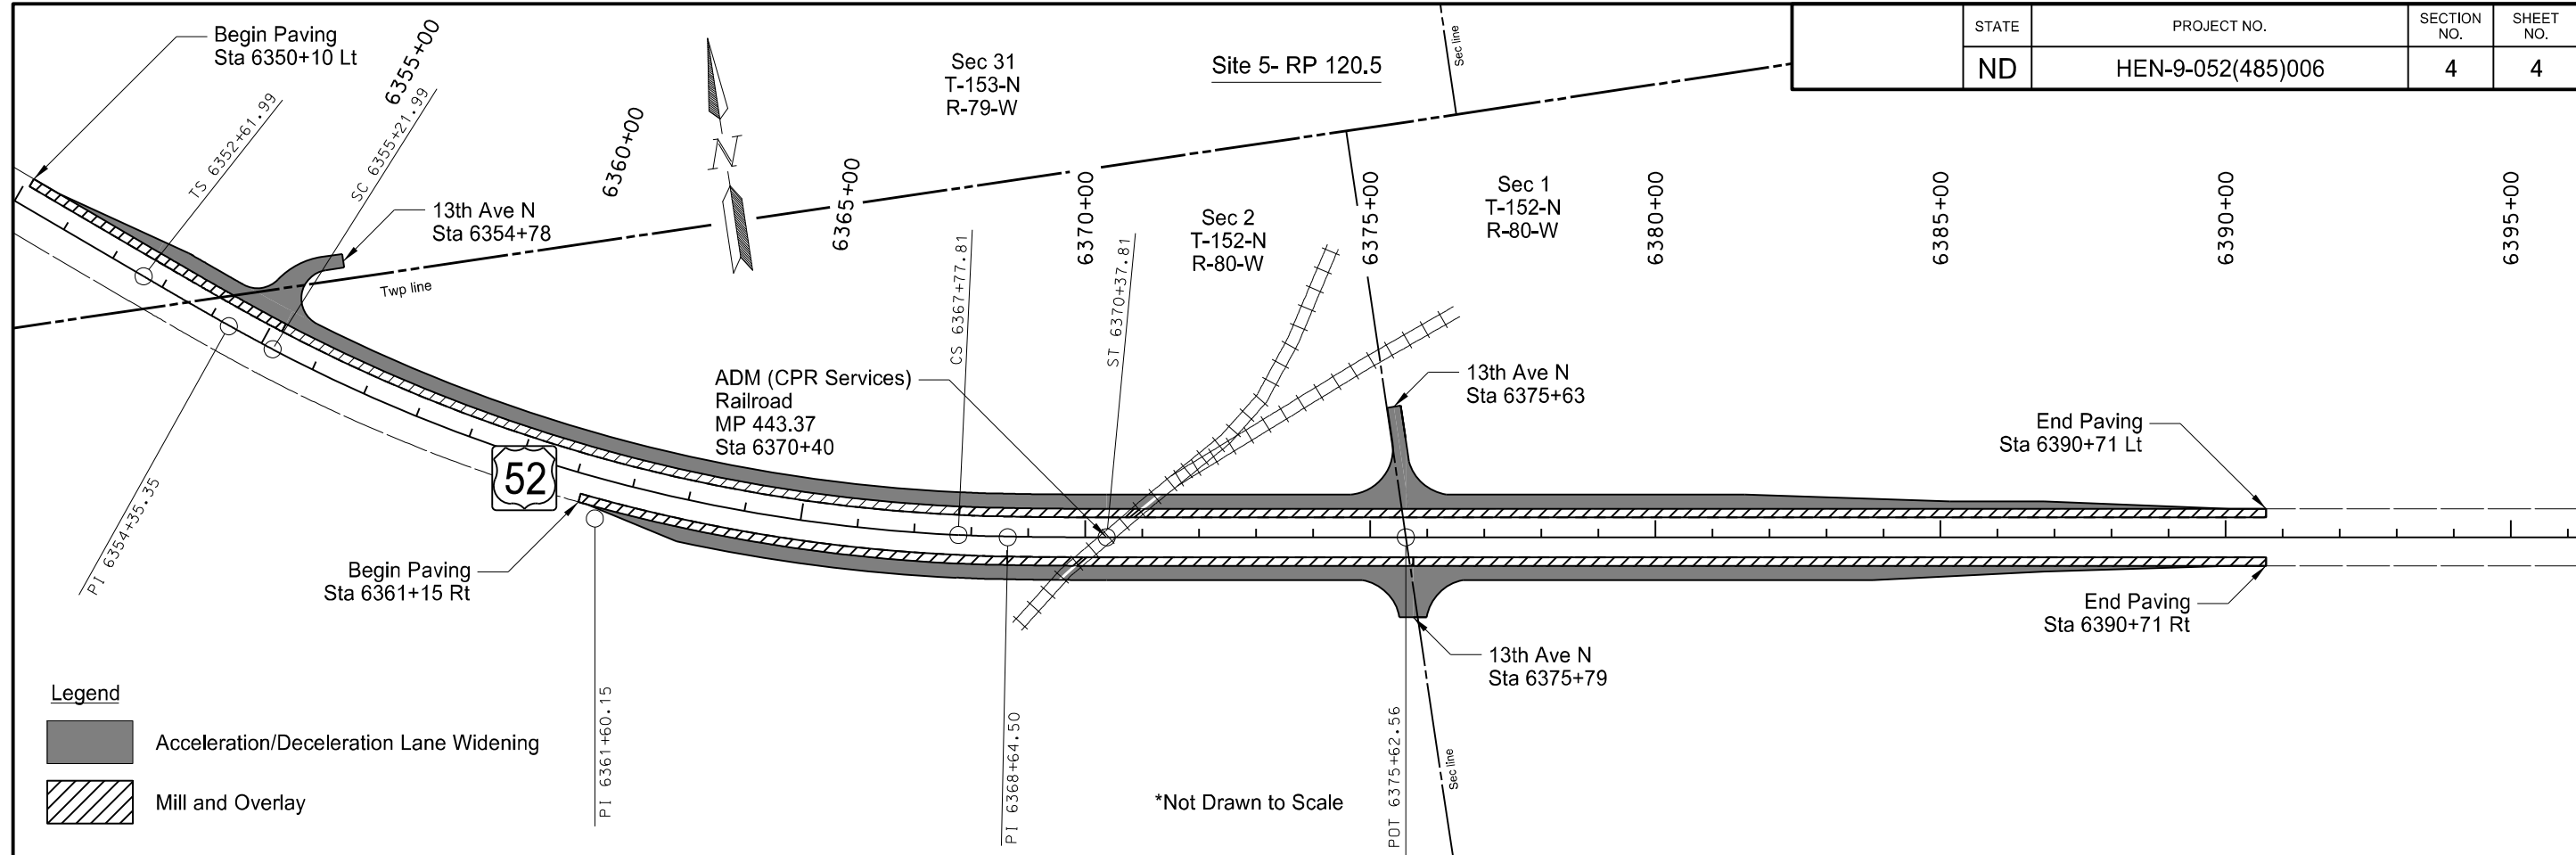 STATE
PROJECT NO.
SECTION
NO.
SHEET
NO.
ND
HEN-9-052(485)006
4
4
Begin Paving
Sta 6350+10 Lt
6355+00
TS 6352+61.99
SC 6355+21.99
13th Ave N
Sta 6354+78
6360+00
N
Sec 31
T-153-N
R-79-W
Site 5- RP 120.5
Sec line
Twp line
6365+00
6370+00
Sec 2
T-152-N
R-80-W
6375+00
Sec 1
T-152-N
R-80-W
6380+00
6385+00
6390+00
6395+00
CS 6367+77.81
ST 6370+37.81
ADM (CPR Services)
Railroad
MP 443.37
Sta 6370+40
13th Ave N
Sta 6375+63
End Paving
Sta 6390+71 Lt
52
PI 6354+35.35
Begin Paving
Sta 6361+15 Rt
End Paving
Sta 6390+71 Rt
13th Ave N
Sta 6375+79
PI 6361+60.15
PI 6368+64.50
POT 6375+62.56
Sec line
Legend
Acceleration/Deceleration Lane Widening
Mill and Overlay
*Not Drawn to Scale